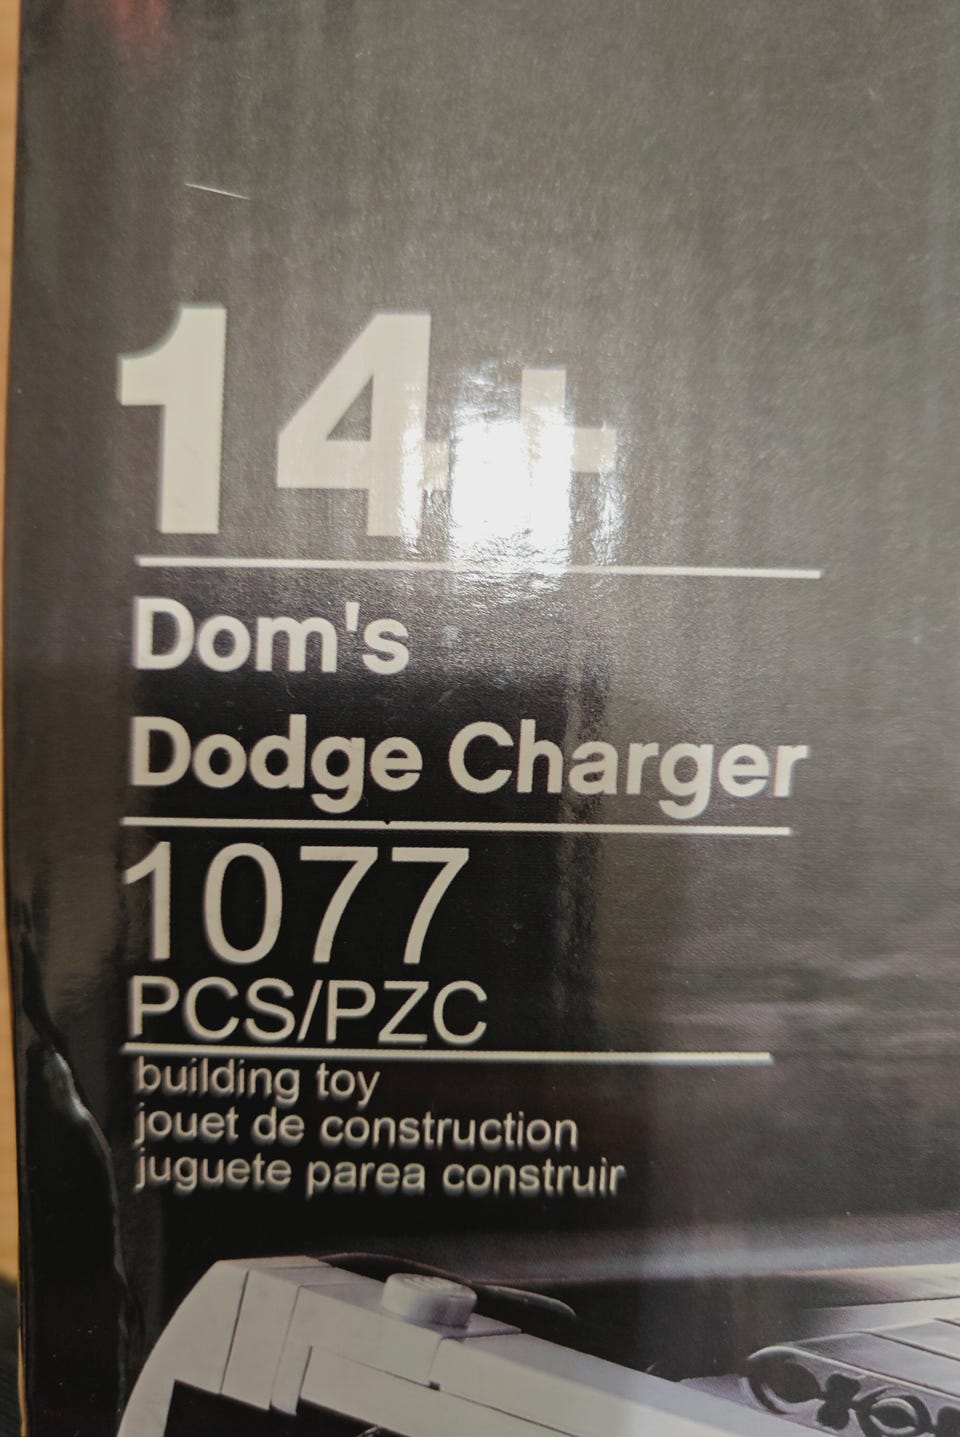 14+
Dom's
Dodge Charger
1077
PCS/PZC
building toy
jouet de construction
juguete parea construir